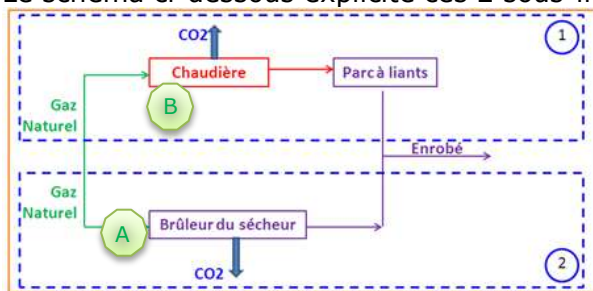 Le schéma ci-dessous explicite ces 2 sous-
CO2
1
Chaudière
Parc à liants
B
Gaz
Naturel
Enrobé
Gaz
Naturel
A
Brûleur du sécheur
CO2
2